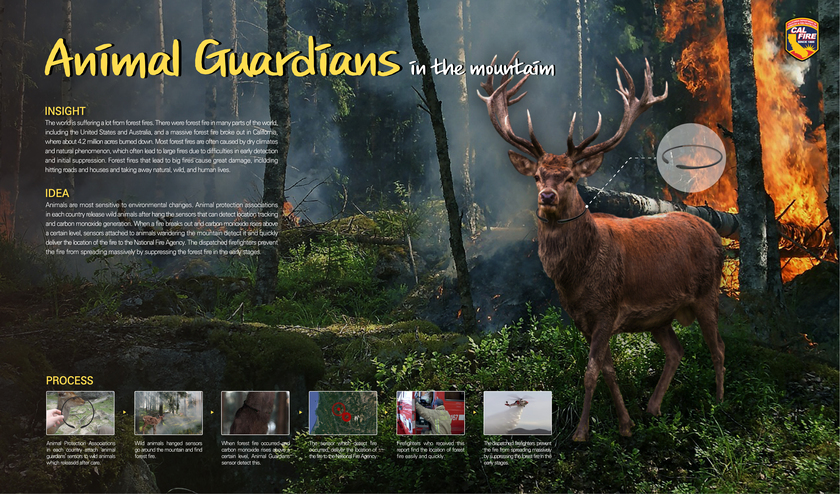 Animal Guardians in the mountaim
CAL
FIRE
SINCE 1885
INSIGHT
The world is suffering a lot from forest fires. There were forest fire in many parts of the world,
including the United States and Australia, and a massive forest fire broke out in California,
where about 4.2 million acres burned down. Most forest fires are often caused by dry climates
and natural phenomenon, which often lead to large fires due to difficulties in early detection
and initial suppression. Forest fires that lead to big fires cause great damage, including
hitting roads and houses and taking away natural, wild, and human lives.
IDEA
Animals are most sensitive to environmental changes. Animal protection associations
in each country release wild animals after hang the sensors that can detect location tracking
and carbon monoxide generation. When a fire breaks out and carbon monoxide rises above
a certain level, sensors attached to animals wandering the mountain detect it and quickly
deliver the location of the fire to the National Fire Agency. The dispatched firefighters prevent
the fire from spreading massively by suppressing the forest fire in the early stages.
PROCESS
Animal Protection Associations
in each country attach 'animal
guardians' sensors to wild animals
which released after care.
Wild animals hanged sensors
go around the mountain and find
forest fire.
When forest fire occurred and
carbon monoxide rises above a
certain level, Animal Guardians
sensor detect this.
The sensor which detect fire
occurred, deliver the location of
the fire to the National Fire Agency.
Firefighters who received this
report find the location of forest
fire easily and quickly.
The dispatched firefighters prevent
the fire from spreading massively
by suppressing the forest fire in the
early stages.